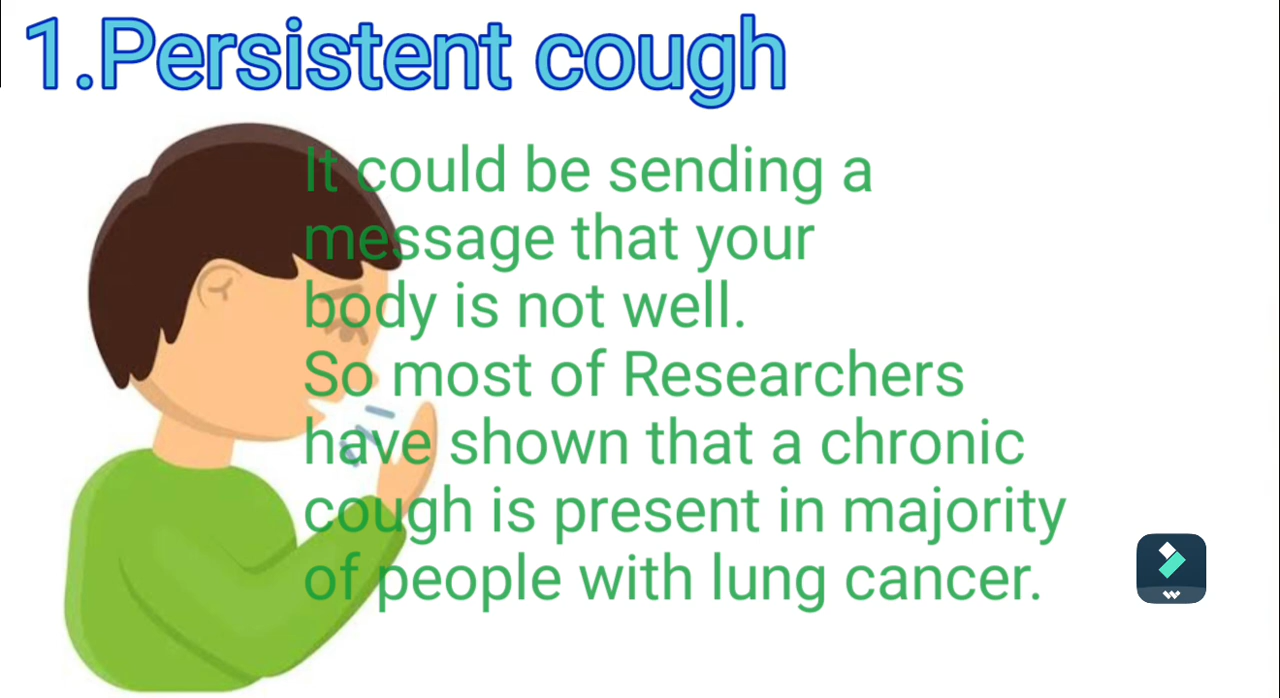 1.Persistent cough
It could be sending a
message that your
body is not well.
So most of Researchers
have shown that a chronic
cough is present in majority
of people with lung cancer.